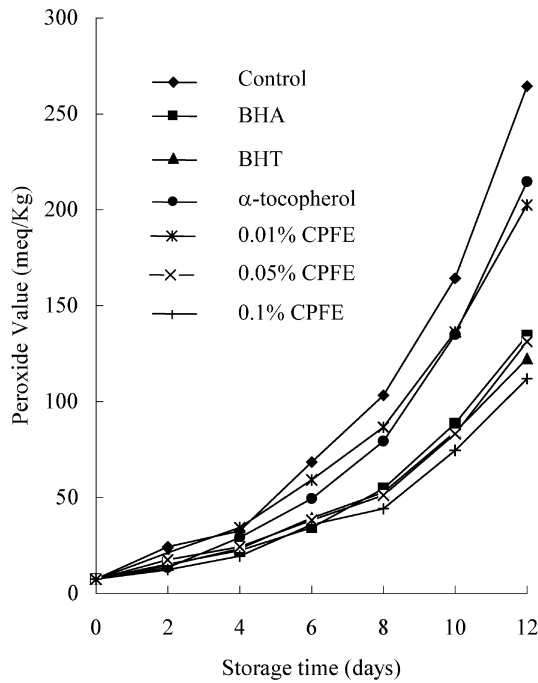 300
250
200
150
100
50
0
Peroxide Value (meq/Kg)
Control
BHA
BHT
α-tocopherol
0.01% CPFE
0.05% CPFE
0.1% CPFE
0 2 4 6 8 10 12
Storage time (days)